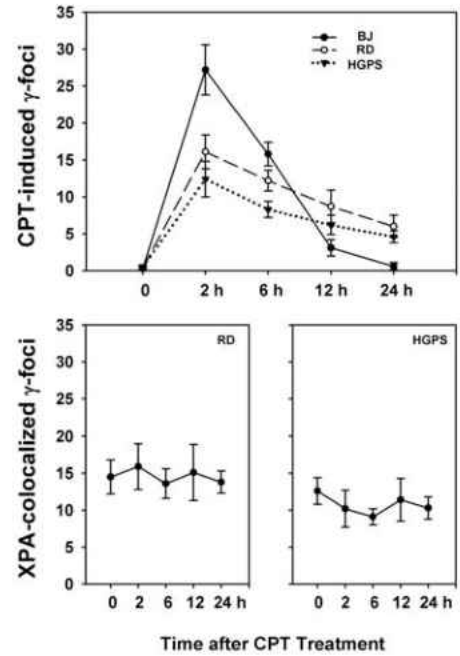 CPT-induced γ-foci
35
30
25
20
15
10
5
0
BJ
RD
HGPS
0 2 h 6 h 12 h 24 h
XPA-colocalized γ-foci
35
30
25
20
15
10
5
0
RD
0 2 6 12 24 h
HGPS
0 2 6 12 24 h
Time after CPT Treatment